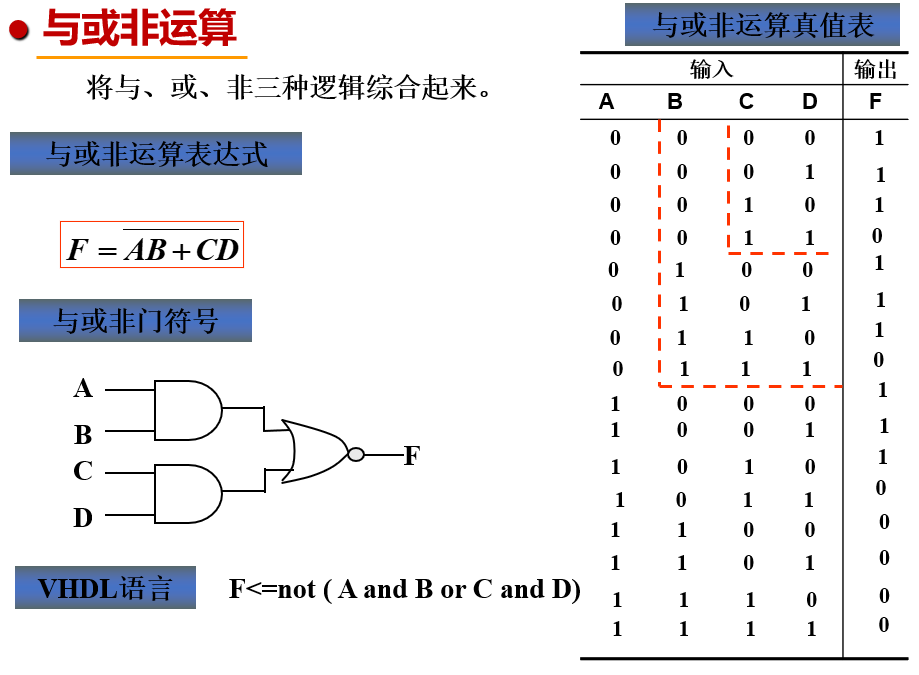 与或非运算
将与、或、非三种逻辑综合起来。
与或非运算表达式
F = \overline{AB + CD}
与或非门符号
A
B
C
D
F
VHDL语言 F<=not ( A and B or C and D)
与或非运算真值表
输入 输出
A B C D F
0 0 0 0 1
0 0 0 1 1
0 0 1 0 1
0 0 1 1 0
0 1 0 0 1
0 1 0 1 1
0 1 1 0 1
0 1 1 1 0
1 0 0 0 1
1 0 0 1 1
1 0 1 0 1
1 0 1 1 0
1 1 0 0 0
1 1 0 1 0
1 1 1 0 0
1 1 1 1 0